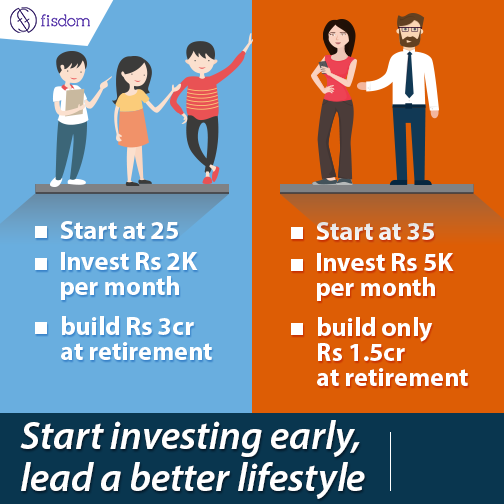 fisdom
Start at 25
Invest Rs 2K
per month
build Rs 3cr
at retirement
Start at 35
Invest Rs 5K
per month
build only
Rs 1.5cr
at retirement
Start investing early,
lead a better lifestyle